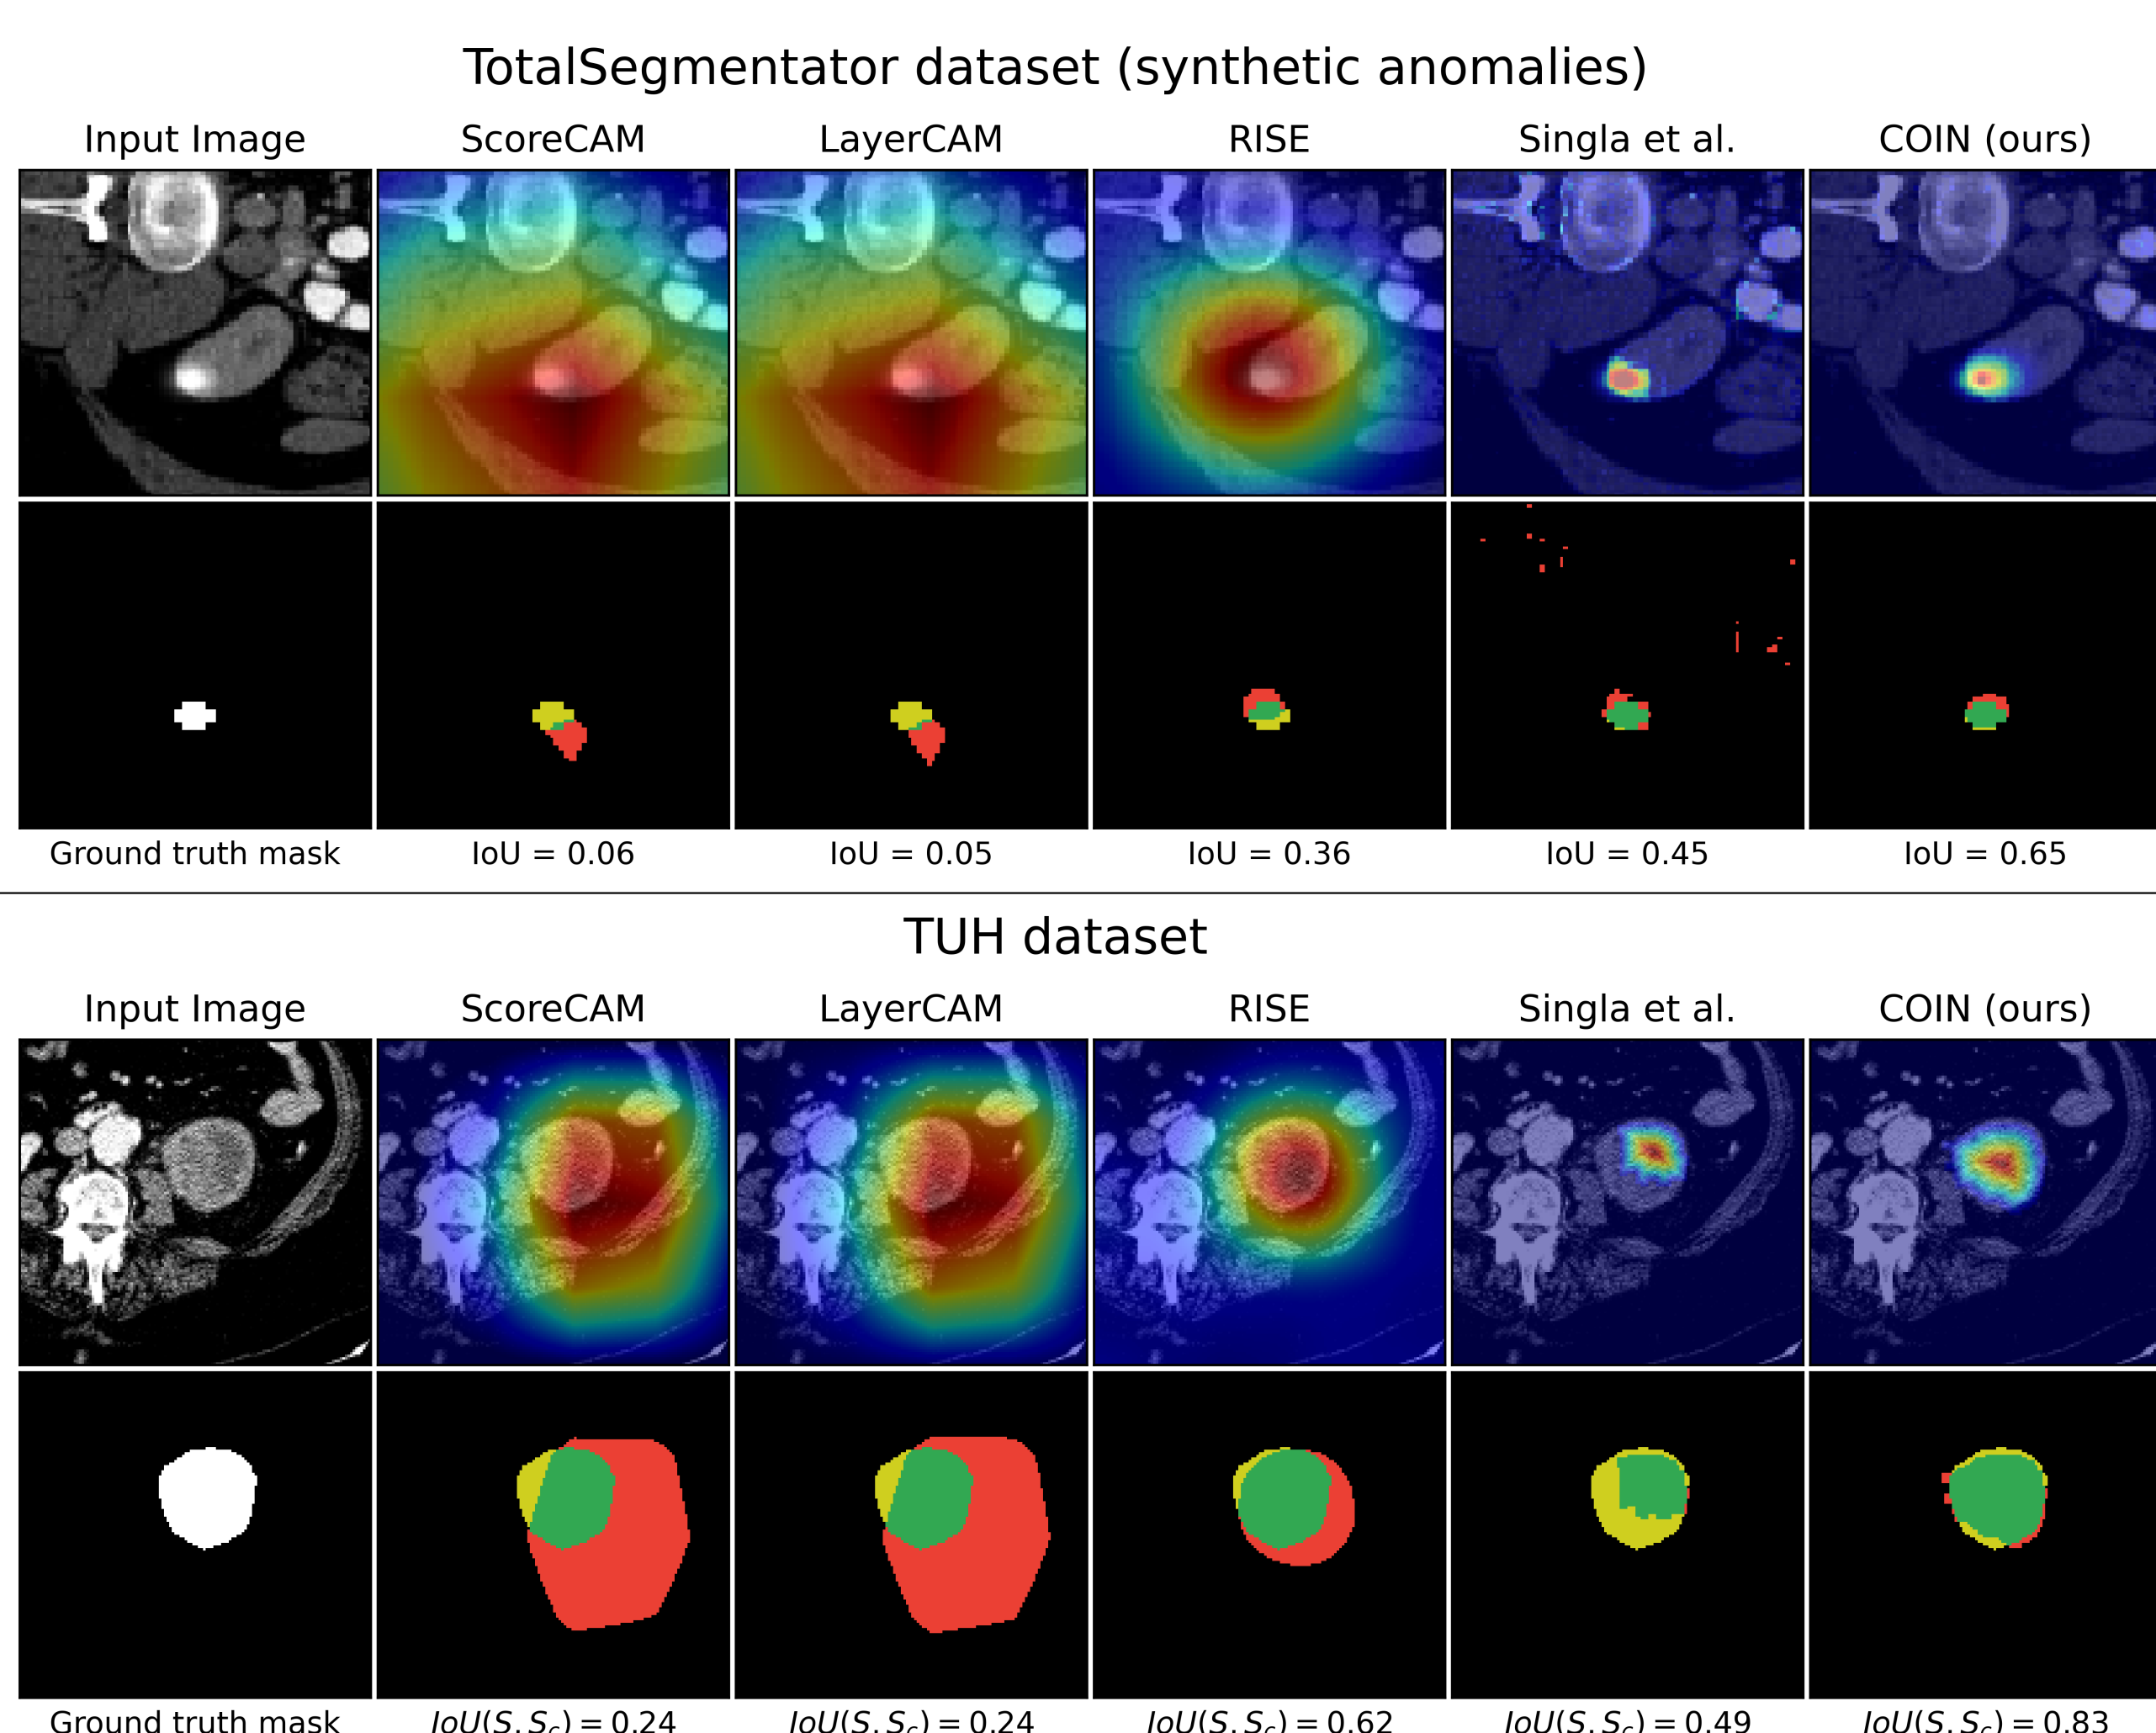 TotalSegmentator dataset (synthetic anomalies)
Input Image ScoreCAM LayerCAM RISE Singla et al. COIN (ours)
Ground truth mask IoU = 0.06 IoU = 0.05 IoU = 0.36 IoU = 0.45 IoU = 0.65
TUH dataset
Input Image ScoreCAM LayerCAM RISE Singla et al. COIN (ours)
Ground truth mask IoU(S, S_c) = 0.24 IoU(S, S_c) = 0.24 IoU(S, S_c) = 0.62 IoU(S, S_c) = 0.49 IoU(S, S_c) = 0.83